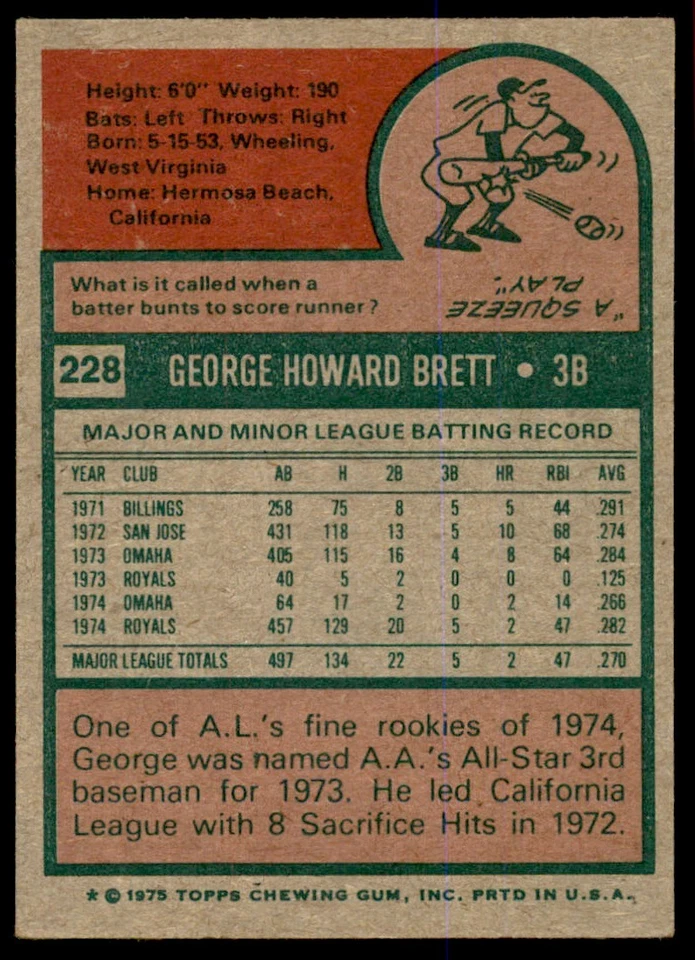 Height: 6'0" Weight: 190
Bats: Left Throws: Right
Born: 5-15-53, Wheeling,
West Virginia
Home: Hermosa Beach,
California
What is it called when a
batter bunts to score runner?
"A SQUEEZE
PLAY".
228 GEORGE HOWARD BRETT • 3B
MAJOR AND MINOR LEAGUE BATTING RECORD
YEAR CLUB AB H 2B 3B HR RBI AVG
1971 BILLINGS 258 75 8 5 5 44 .291
1972 SAN JOSE 431 118 13 5 10 68 .274
1973 OMAHA 405 115 16 4 8 64 .284
1973 ROYALS 40 5 2 0 0 0 .125
1974 OMAHA 64 17 2 0 2 14 .266
1974 ROYALS 457 129 20 5 2 47 .282
MAJOR LEAGUE TOTALS 497 134 22 5 2 47 .270
One of A.L.'s fine rookies of 1974,
George was named A.A.'s All-Star 3rd
baseman for 1973. He led California
League with 8 Sacrifice Hits in 1972.
* © 1975 TOPPS CHEWING GUM, INC. PRTD IN U.S.A.